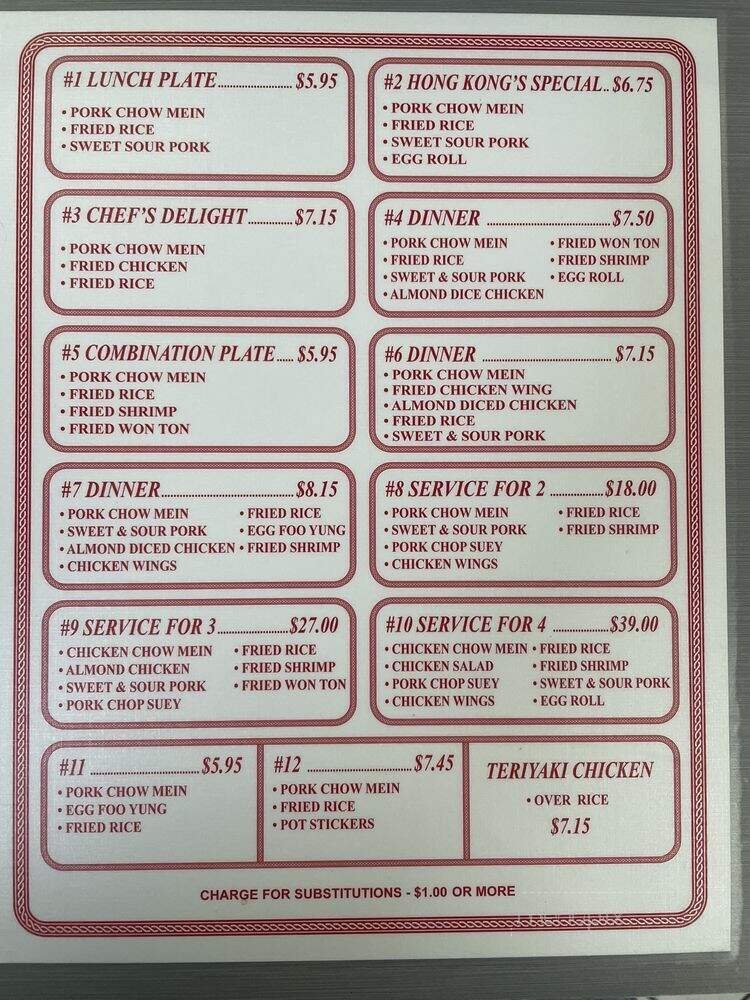 #1 LUNCH PLATE........................ $5.95
• PORK CHOW MEIN
• FRIED RICE
• SWEET SOUR PORK
#2 HONG KONG'S SPECIAL.. $6.75
• PORK CHOW MEIN
• FRIED RICE
• SWEET SOUR PORK
• EGG ROLL
#3 CHEF'S DELIGHT.............. $7.15
• PORK CHOW MEIN
• FRIED CHICKEN
• FRIED RICE
#4 DINNER ........................................ $7.50
• PORK CHOW MEIN • FRIED WON TON
• FRIED RICE • FRIED SHRIMP
• SWEET & SOUR PORK • EGG ROLL
• ALMOND DICE CHICKEN
#5 COMBINATION PLATE..... $5.95
• PORK CHOW MEIN
• FRIED RICE
• FRIED SHRIMP
• FRIED WON TON
#6 DINNER ......................................... $7.15
• PORK CHOW MEIN
• FRIED CHICKEN WING
• ALMOND DICED CHICKEN
• FRIED RICE
• SWEET & SOUR PORK
#7 DINNER.......................................... $8.15
• PORK CHOW MEIN • FRIED RICE
• SWEET & SOUR PORK • EGG FOO YUNG
• ALMOND DICED CHICKEN • FRIED SHRIMP
• CHICKEN WINGS
#8 SERVICE FOR 2 ................ $18.00
• PORK CHOW MEIN • FRIED RICE
• SWEET & SOUR PORK • FRIED SHRIMP
• PORK CHOP SUEY
• CHICKEN WINGS
#9 SERVICE FOR 3...................... $27.00
• CHICKEN CHOW MEIN • FRIED RICE
• ALMOND CHICKEN • FRIED SHRIMP
• SWEET & SOUR PORK • FRIED WON TON
• PORK CHOP SUEY
#10 SERVICE FOR 4 ................. $39.00
• CHICKEN CHOW MEIN • FRIED RICE
• CHICKEN SALAD • FRIED SHRIMP
• PORK CHOP SUEY • SWEET & SOUR PORK
• CHICKEN WINGS • EGG ROLL
#11 .................................. $5.95
• PORK CHOW MEIN
• EGG FOO YUNG
• FRIED RICE
#12 ................................. $7.45
• PORK CHOW MEIN
• FRIED RICE
• POT STICKERS
TERIYAKI CHICKEN
• OVER RICE
$7.15
CHARGE FOR SUBSTITUTIONS - $1.00 OR MORE